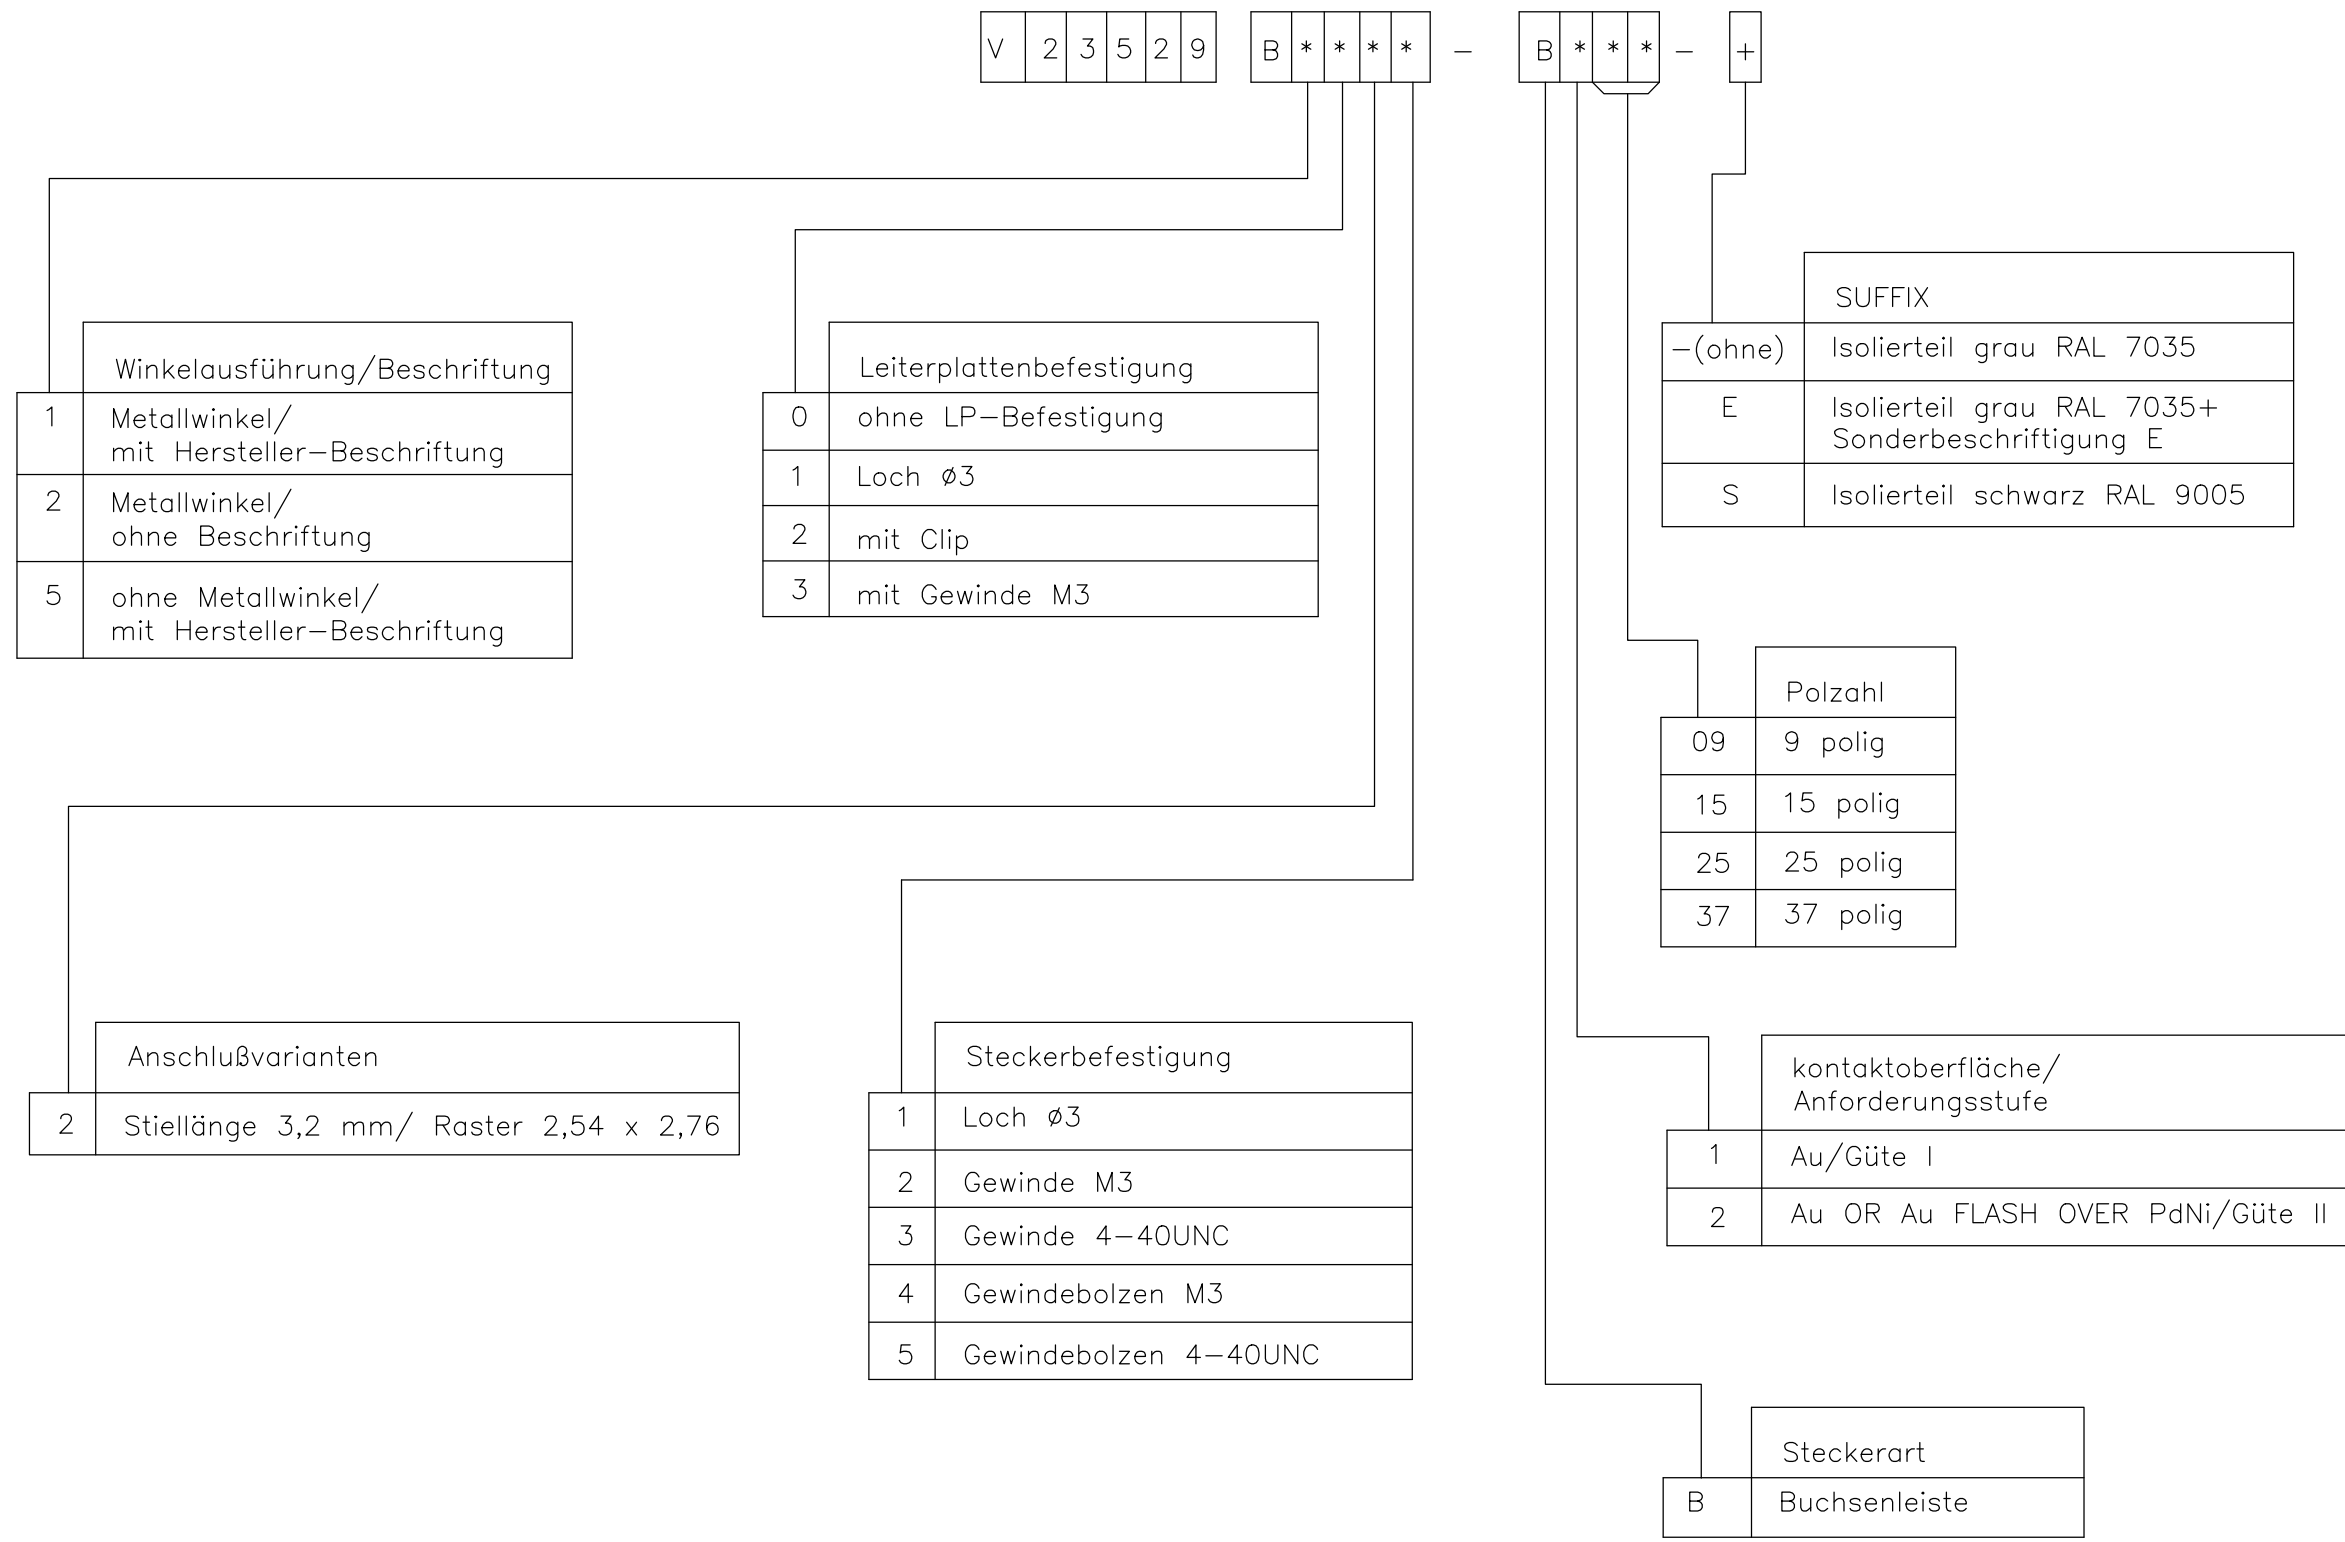 V 2 3 5 2 9 B * * * * - B * * * - +
SUFFIX
-(ohne) Isolierteil grau RAL 7035
E Isolierteil grau RAL 7035+
Sonderbeschriftigung E
S Isolierteil schwarz RAL 9005
Winkelausführung/Beschriftung
1 Metallwinkel/
mit Hersteller-Beschriftung
2 Metallwinkel/
ohne Beschriftung
5 ohne Metallwinkel/
mit Hersteller-Beschriftung
Leiterplattenbefestigung
0 ohne LP-Befestigung
1 Loch ø3
2 mit Clip
3 mit Gewinde M3
Polzahl
09 9 polig
15 15 polig
25 25 polig
37 37 polig
Anschlußvarianten
2 Stiellänge 3,2 mm/ Raster 2,54 x 2,76
Steckerbefestigung
1 Loch ø3
2 Gewinde M3
3 Gewinde 4-40UNC
4 Gewindebolzen M3
5 Gewindebolzen 4-40UNC
kontaktoberfläche/
Anforderungsstufe
1 Au/Güte I
2 Au OR Au FLASH OVER PdNi/Güte II
Steckerart
B Buchsenleiste